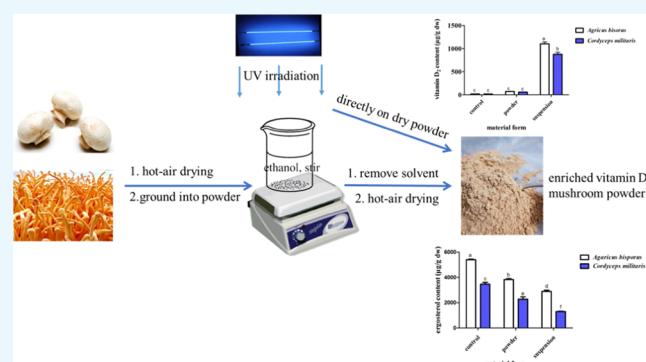 UV irradiation
1. hot-air drying
2.ground into powder
ethanol, stir
directly on dry powder
1. remove solvent
2. hot-air drying
enriched vitamin D
mushroom powder
vitamin D₂ content (µg/g dw)
1500
1000
500
0
c c
c c
a
b
control
powder
suspension
material form
Agricus bisorus
Cordyceps militaris
ergosterol content (µg/g dw)
6000
4000
2000
0
a
c
b
e
d
f
control
powder
suspension
Agaricus bisporus
Cordyceps militaris